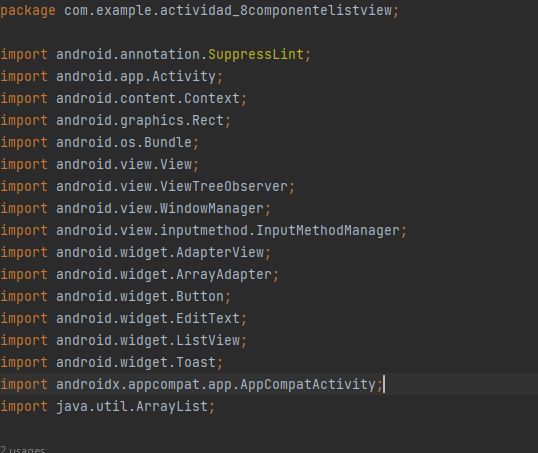 package com.example.actividad_8componentelistview;
import android.annotation.SuppressLint;
import android.app.Activity;
import android.content.Context;
import android.graphics.Rect;
import android.os.Bundle;
import android.view.View;
import android.view.ViewTreeObserver;
import android.view.WindowManager;
import android.view.inputmethod.InputMethodManager;
import android.widget.AdapterView;
import android.widget.ArrayAdapter;
import android.widget.Button;
import android.widget.EditText;
import android.widget.ListView;
import android.widget.Toast;
import androidx.appcompat.app.AppCompatActivity;
import java.util.ArrayList;
2 usages